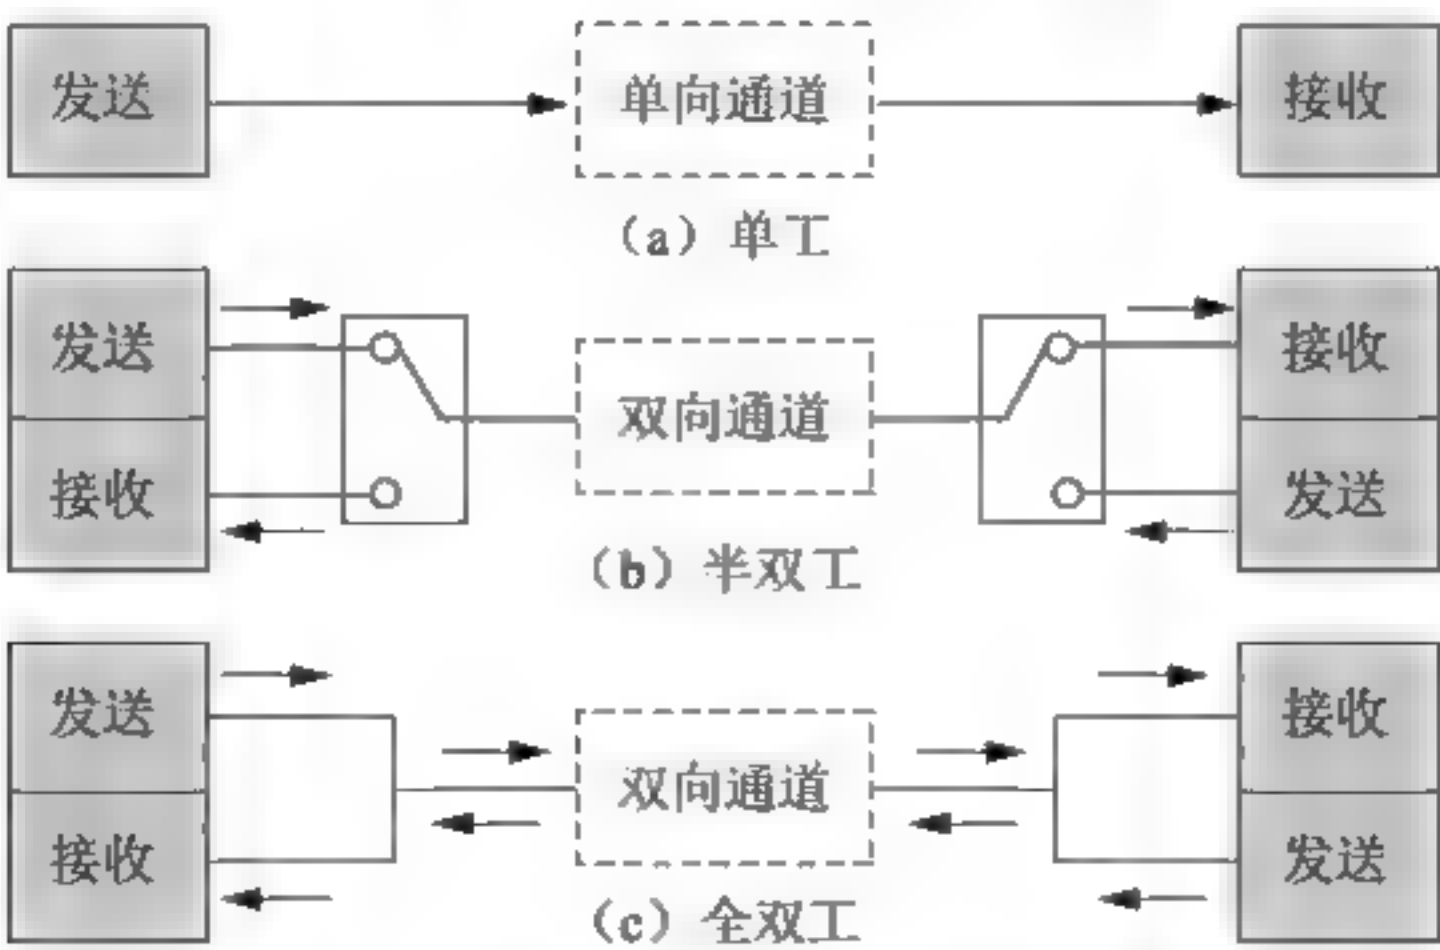 发送 单向通道 接收
(a) 单工
发送 接收
双向通道
接收 发送
(b) 半双工
发送 接收
双向通道
接收 发送
(c) 全双工